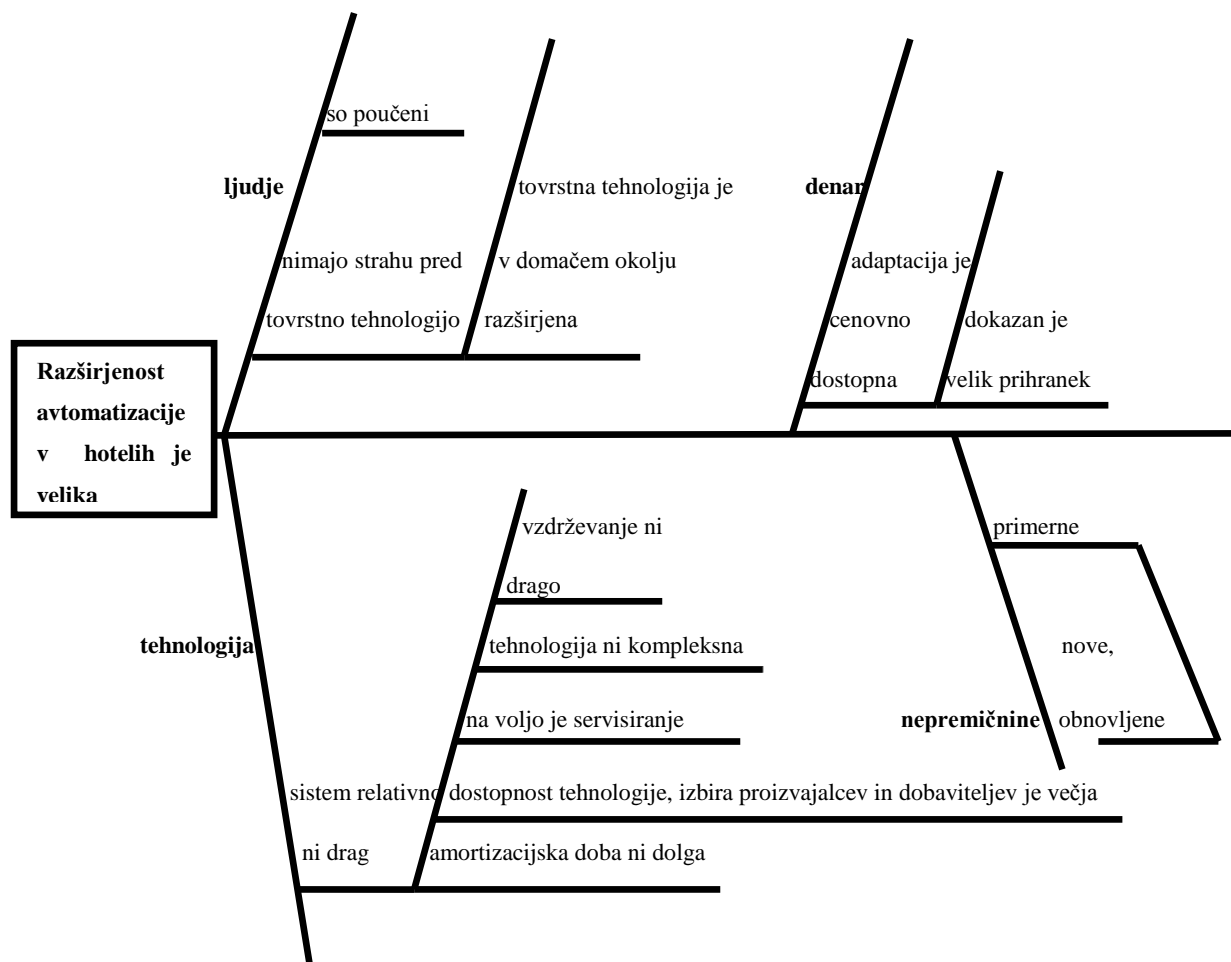 so poučeni
ljudje
tovrstna tehnologija je
denar
nimajo strahu pred
v domačem okolju
adaptacija je
tovrstno tehnologijo
razširjena
cenovno
dokazan je
dostopna
velik prihranek
Razširjenost
avtomatizacije
v hotelih je
velika
vzdrževanje ni
drago
primerne
tehnologija
tehnologija ni kompleksna
nove,
na voljo je servisiranje
nepremičnine
obnovljene
sistem relativno
dostopnost tehnologije, izbira proizvajalcev in dobaviteljev je večja
ni drag
amortizacijska doba ni dolga